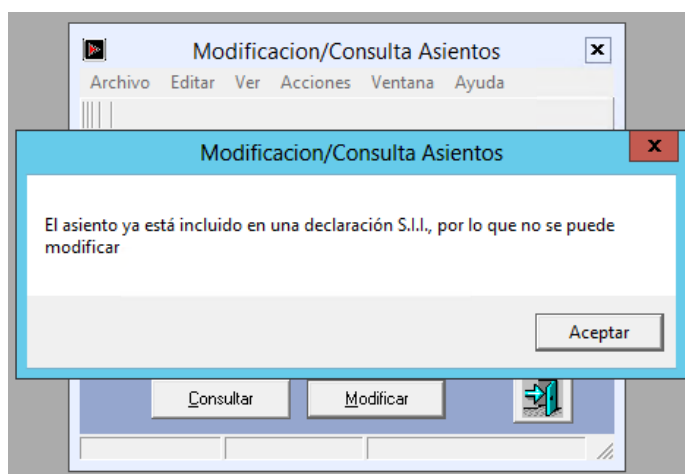 Modificacion/Consulta Asientos
x
Archivo Editar Ver Acciones Ventana Ayuda
Modificacion/Consulta Asientos
x
El asiento ya está incluido en una declaración S.I.I., por lo que no se puede
modificar
Aceptar
Consultar Modificar